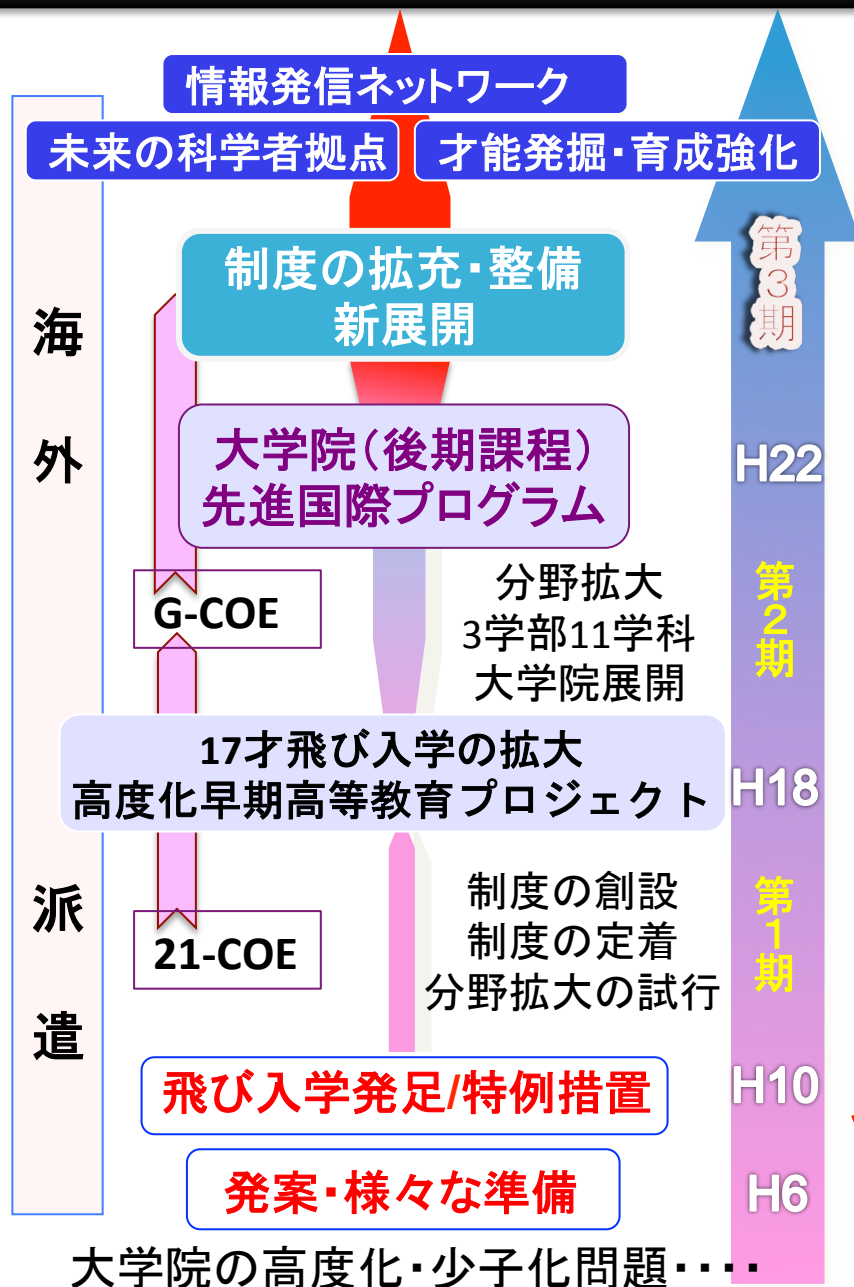 情報発信ネットワーク
未来の科学者拠点
才能発掘・育成強化
制度の拡充・整備
新展開
第3期
海外派遣
大学院(後期課程)
先進国際プログラム
H22
G-COE
分野拡大
3学部11学科
大学院展開
第2期
17才飛び入学の拡大
高度化早期高等教育プロジェクト
H18
21-COE
制度の創設
制度の定着
分野拡大の試行
第1期
飛び入学発足/特例措置
H10
発案・様々な準備
H6
大学院の高度化・少子化問題・・・・